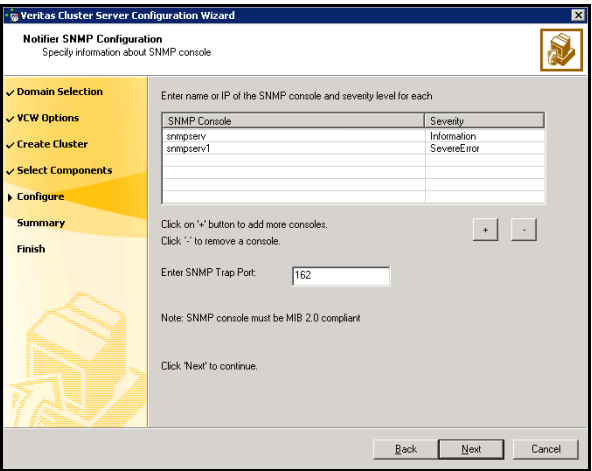 Veritas Cluster Server Configuration Wizard
Notifier SNMP Configuration
Specify information about SNMP console
Domain Selection
VCW Options
Create Cluster
Select Components
Configure
Summary
Finish
Enter name or IP of the SNMP console and severity level for each
SNMP Console Severity
snmpserv Information
snmpserv1 SevereError
Click on '+' button to add more consoles.
Click '-' to remove a console.
+ -
Enter SNMP Trap Port: 162
Note: SNMP console must be MIB 2.0 compliant
Click 'Next' to continue.
Back Next Cancel